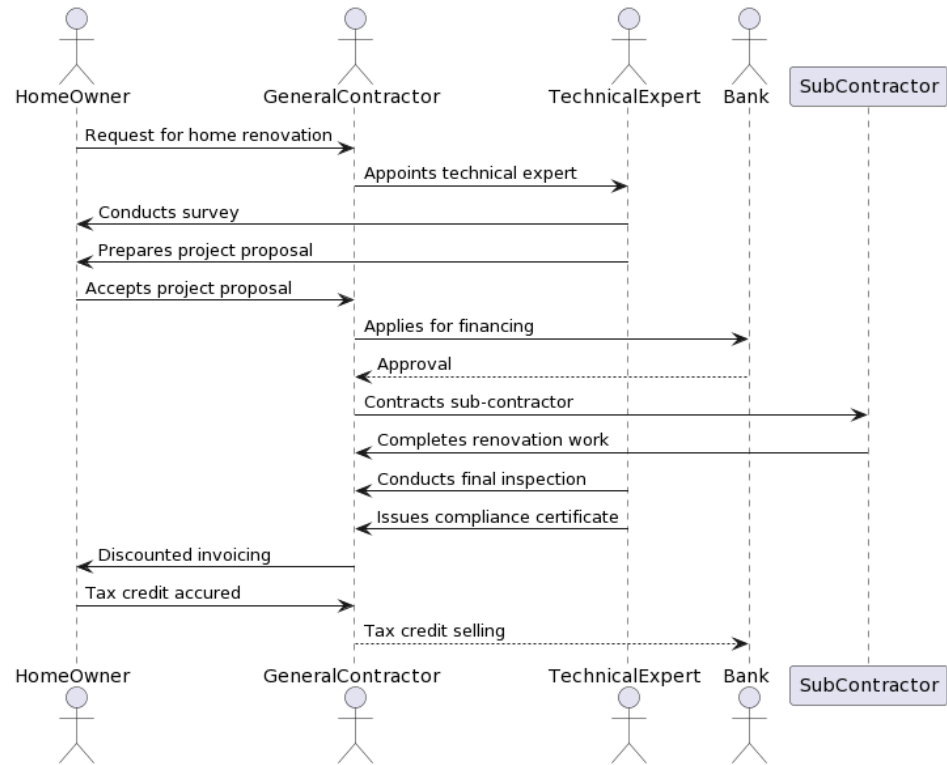 HomeOwner
GeneralContractor
TechnicalExpert
Bank
SubContractor
Request for home renovation
Appoints technical expert
Conducts survey
Prepares project proposal
Accepts project proposal
Applies for financing
Approval
Contracts sub-contractor
Completes renovation work
Conducts final inspection
Issues compliance certificate
Discounted invoicing
Tax credit accured
Tax credit selling
HomeOwner
GeneralContractor
TechnicalExpert
Bank
SubContractor